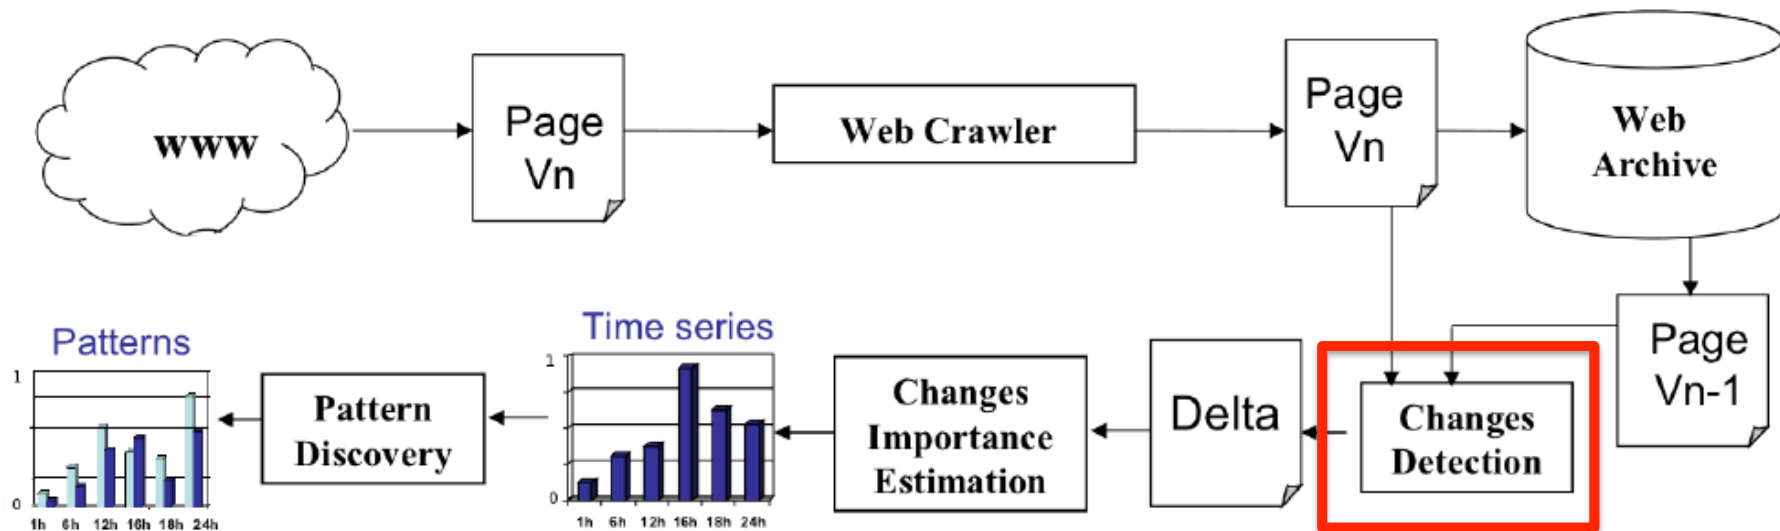 www
Page
Vn
Web Crawler
Page
Vn
Web
Archive
Patterns
1
0
1h 6h 12h 16h 18h 24h
Pattern
Discovery
Time series
1
0
1h 6h 12h 16h 18h 24h
Changes
Importance
Estimation
Delta
Changes
Detection
Page
Vn-1